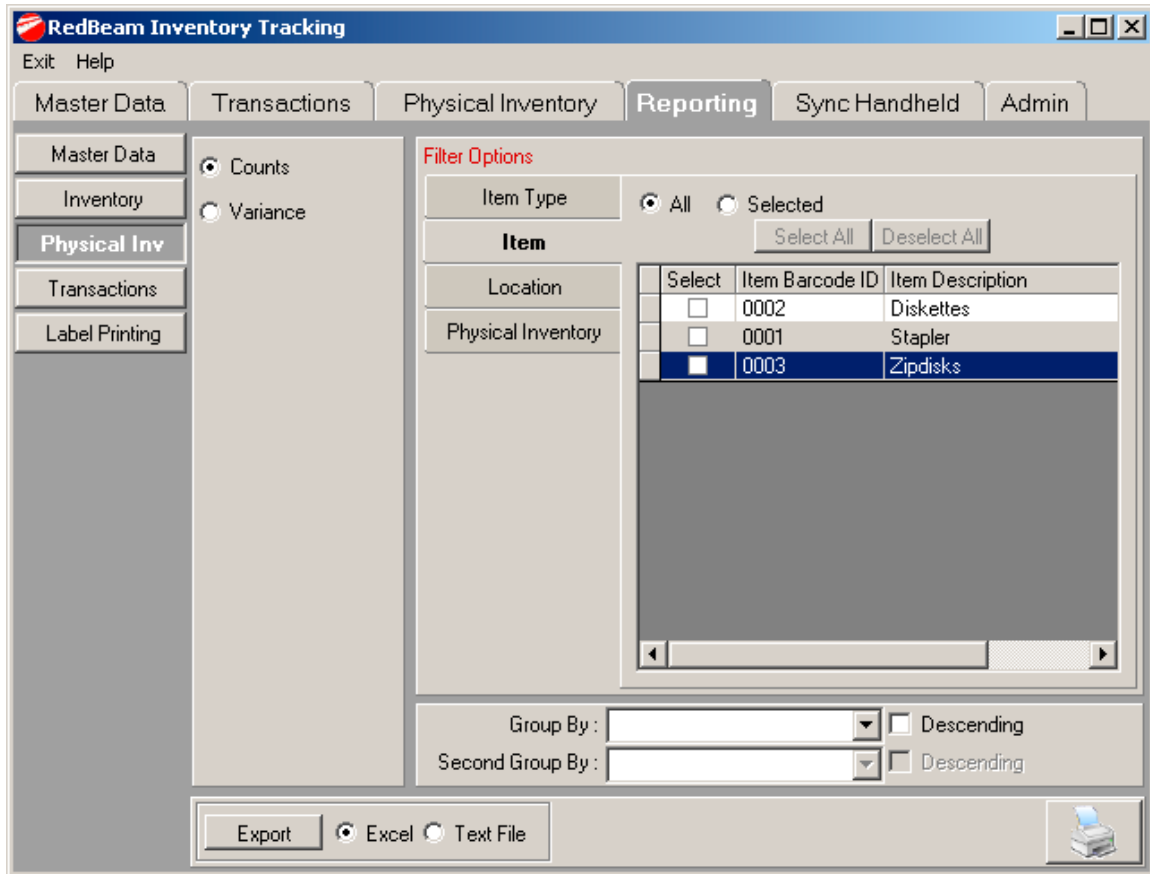 RedBeam Inventory Tracking
Exit Help
Master Data Transactions Physical Inventory Reporting Sync Handheld Admin
Master Data
Inventory
Physical Inv
Transactions
Label Printing
Counts
Variance
Filter Options
Item Type
Item
Location
Physical Inventory
All Selected
Select All Deselect All
Select Item Barcode ID Item Description
0002 Diskettes
0001 Stapler
0003 Zipdisks
Group By : Descending
Second Group By : Descending
Export Excel Text File